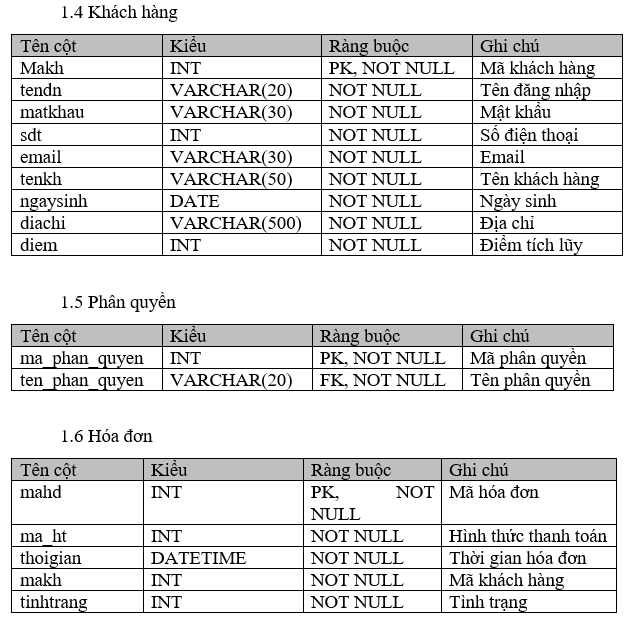 1.4 Khách hàng
Tên cột Kiểu Ràng buộc Ghi chú
Makh INT PK, NOT NULL Mã khách hàng
tendn VARCHAR(20) NOT NULL Tên đăng nhập
matkhau VARCHAR(30) NOT NULL Mật khẩu
sdt INT NOT NULL Số điện thoại
email VARCHAR(30) NOT NULL Email
tenkh VARCHAR(50) NOT NULL Tên khách hàng
ngaysinh DATE NOT NULL Ngày sinh
diachi VARCHAR(500) NOT NULL Địa chỉ
diem INT NOT NULL Điểm tích lũy
1.5 Phân quyền
Tên cột Kiểu Ràng buộc Ghi chú
ma_phan_quyen INT PK, NOT NULL Mã phân quyền
ten_phan_quyen VARCHAR(20) FK, NOT NULL Tên phân quyền
1.6 Hóa đơn
Tên cột Kiểu Ràng buộc Ghi chú
mahd INT PK, NOT Mã hóa đơn
NULL
ma_ht INT NOT NULL Hình thức thanh toán
thoigian DATETIME NOT NULL Thời gian hóa đơn
makh INT NOT NULL Mã khách hàng
tinhtrang INT NOT NULL Tình trạng